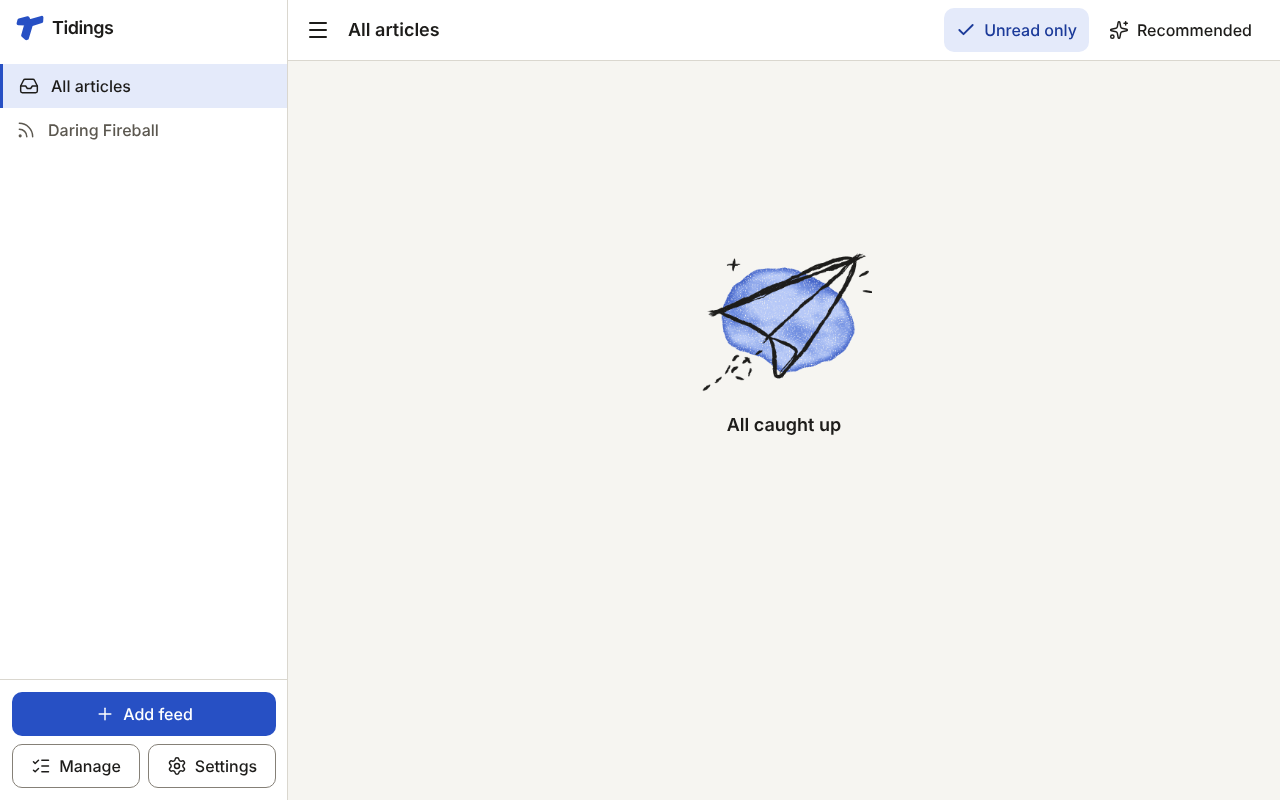 Tidings
All articles
Unread only
Recommended
All articles
Daring Fireball
All caught up
Add feed
Manage
Settings